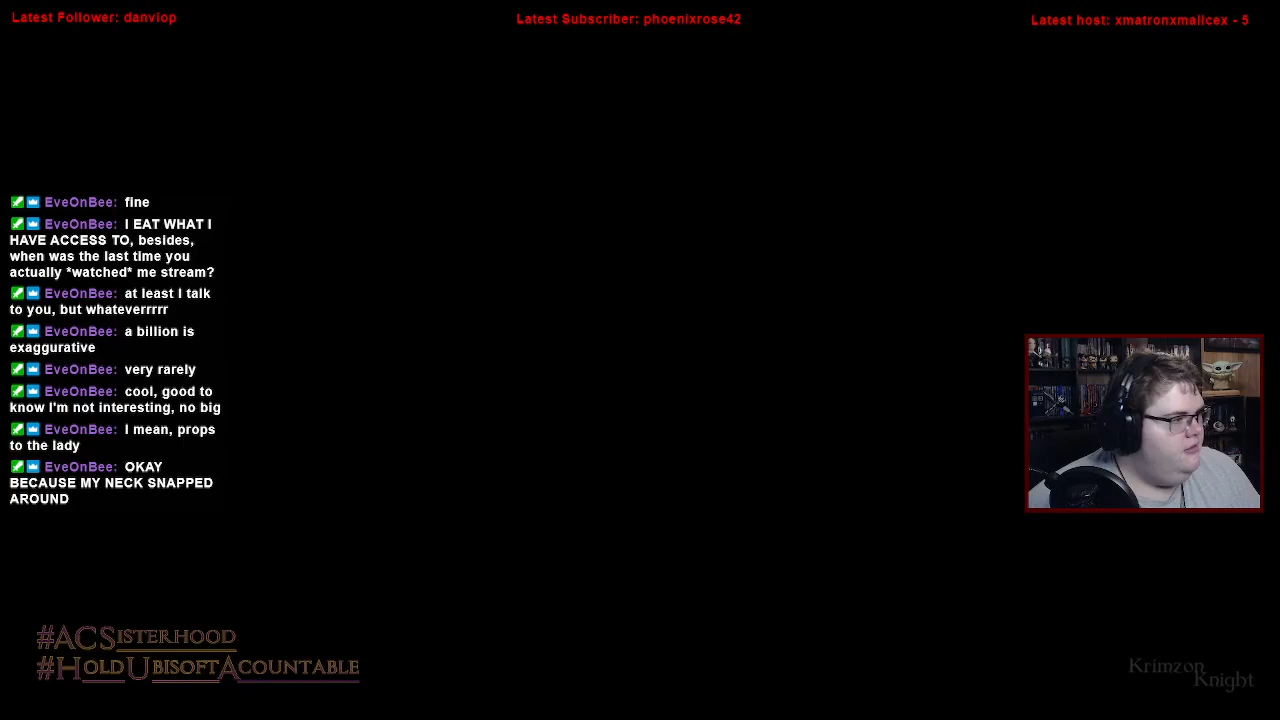 Latest Follower: danviop
Latest Subscriber: phoenixrose42
Latest host: xmatronxmalicex - 5
EveOnBee: fine
EveOnBee: I EAT WHAT I
HAVE ACCESS TO, besides,
when was the last time you
actually *watched* me stream?
EveOnBee: at least I talk
to you, but whateverrrrr
EveOnBee: a billion is
exaggurative
EveOnBee: very rarely
EveOnBee: cool, good to
know I'm not interesting, no big
EveOnBee: I mean, props
to the lady
EveOnBee: OKAY
BECAUSE MY NECK SNAPPED
AROUND
#ACSisterhood
#HoldUbisoftAcountable
Krimzon
Knight